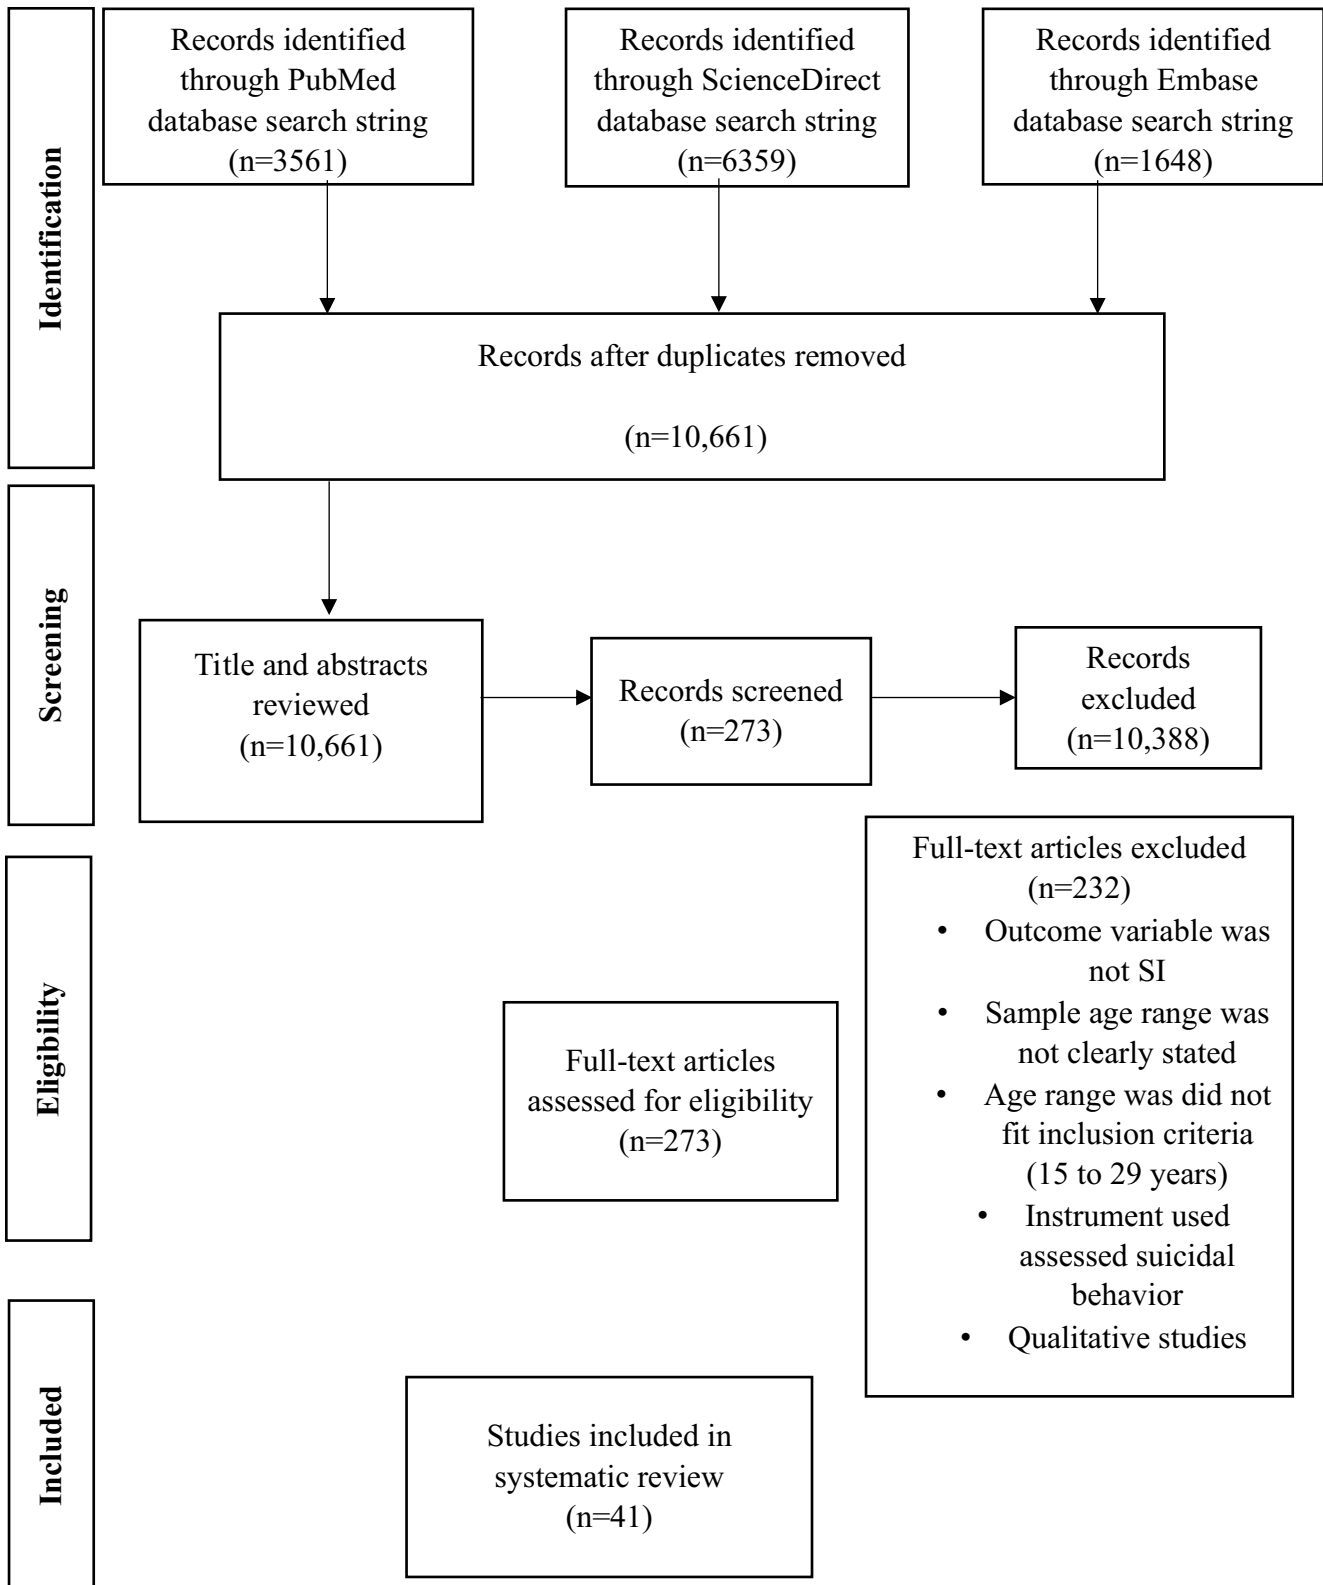 Identification
Records identified
through PubMed
database search string
(n=3561)
Records identified
through ScienceDirect
database search string
(n=6359)
Records identified
through Embase
database search string
(n=1648)
Records after duplicates removed
(n=10,661)
Screening
Title and abstracts
reviewed
(n=10,661)
Records screened
(n=273)
Records
excluded
(n=10,388)
Eligibility
Full-text articles
assessed for eligibility
(n=273)
Full-text articles excluded
(n=232)
• Outcome variable was
not SI
• Sample age range was
not clearly stated
• Age range was did not
fit inclusion criteria
(15 to 29 years)
• Instrument used
assessed suicidal
behavior
• Qualitative studies
Included
Studies included in
systematic review
(n=41)